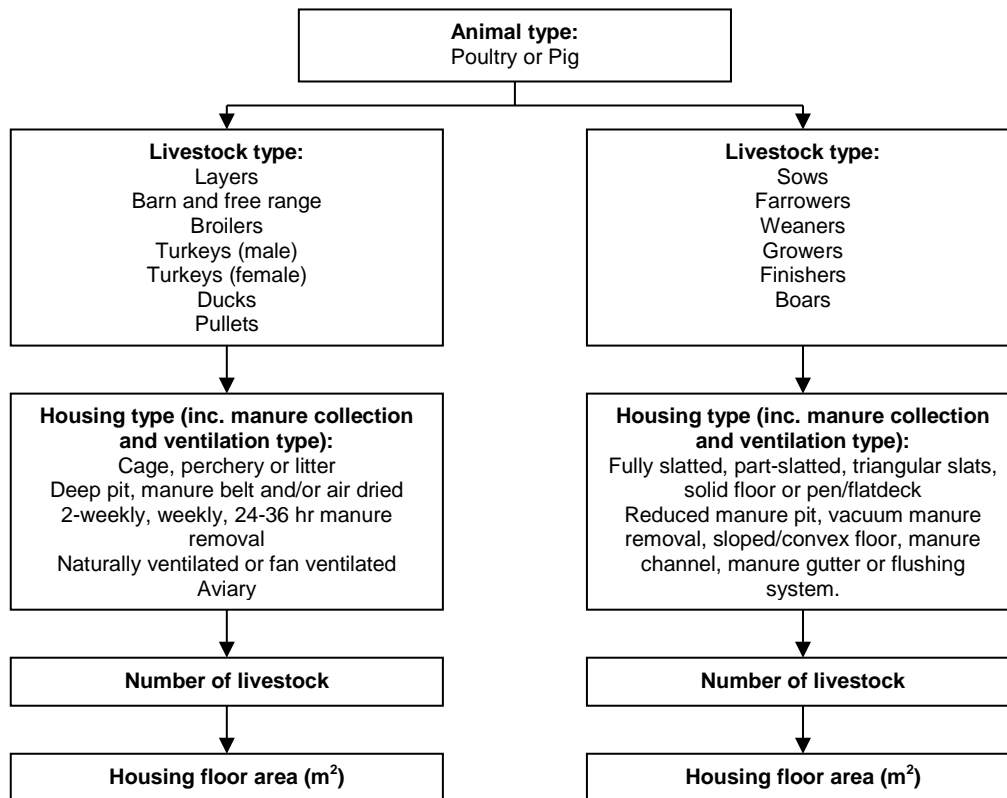 Animal type:
Poultry or Pig
Livestock type:
Layers
Barn and free range
Broilers
Turkeys (male)
Turkeys (female)
Ducks
Pullets
Livestock type:
Sows
Farrowers
Weaners
Growers
Finishers
Boars
Housing type (inc. manure collection
and ventilation type):
Cage, perchery or litter
Deep pit, manure belt and/or air dried
2-weekly, weekly, 24-36 hr manure
removal
Naturally ventilated or fan ventilated
Aviary
Housing type (inc. manure collection
and ventilation type):
Fully slatted, part-slatted, triangular slats,
solid floor or pen/flatdeck
Reduced manure pit, vacuum manure
removal, sloped/convex floor, manure
channel, manure gutter or flushing
system.
Number of livestock
Number of livestock
Housing floor area (m²)
Housing floor area (m²)